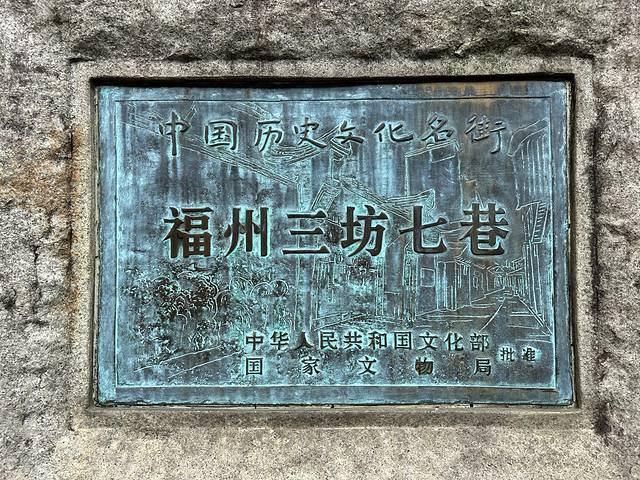 中国历史文化名街
福州三坊七巷
中华人民共和国文化部
国家文物局 批准